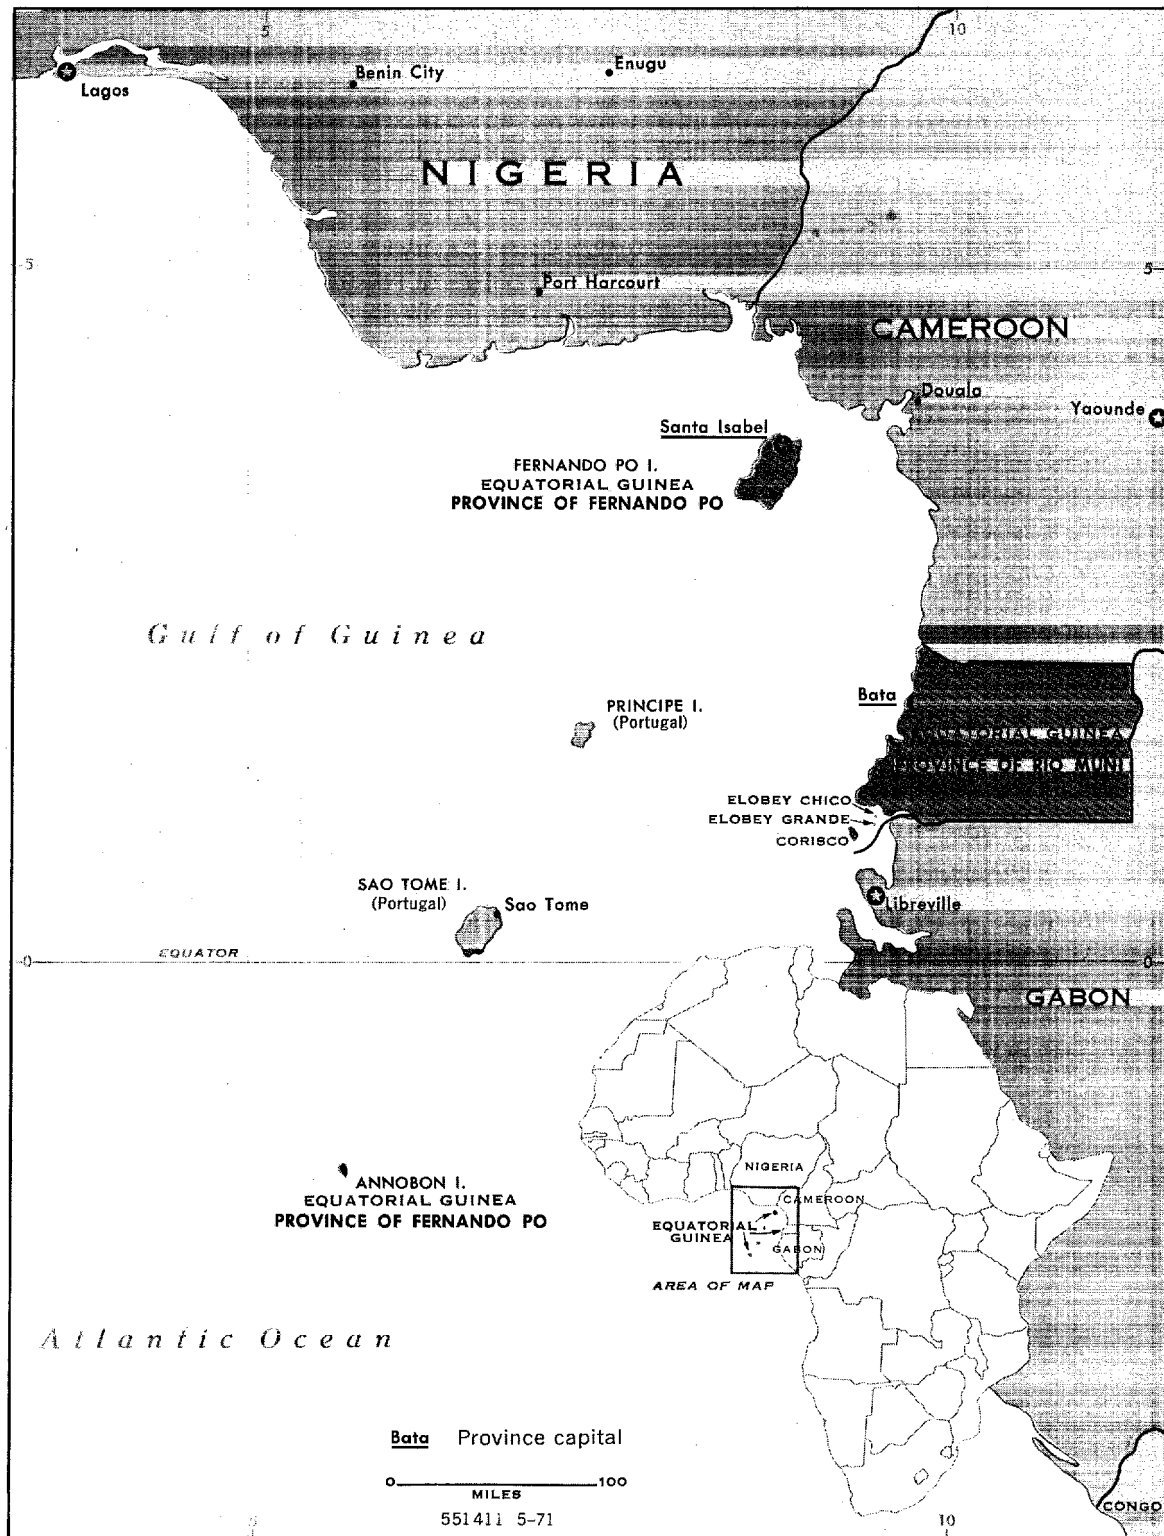 5
10
Lagos
Benin City
Enugu
NIGERIA
5
5
Port Harcourt
CAMEROON
Douala
Yaounde
Santa Isabel
FERNANDO PO I.
EQUATORIAL GUINEA
PROVINCE OF FERNANDO PO
Gulf of Guinea
Bata
PRINCIPE I.
(Portugal)
EQUATORIAL GUINEA
PROVINCE OF RIO MUNI
ELOBEY CHICO
ELOBEY GRANDE
CORISCO
SAO TOME I.
(Portugal)
Sao Tome
Libreville
EQUATOR
0
0
GABON
NIGERIA
CAMEROON
EQUATORIAL
GUINEA
GABON
AREA OF MAP
ANNOBON I.
EQUATORIAL GUINEA
PROVINCE OF FERNANDO PO
Atlantic Ocean
Bata Province capital
0 100
MILES
551411 5-71
5
10
CONGO